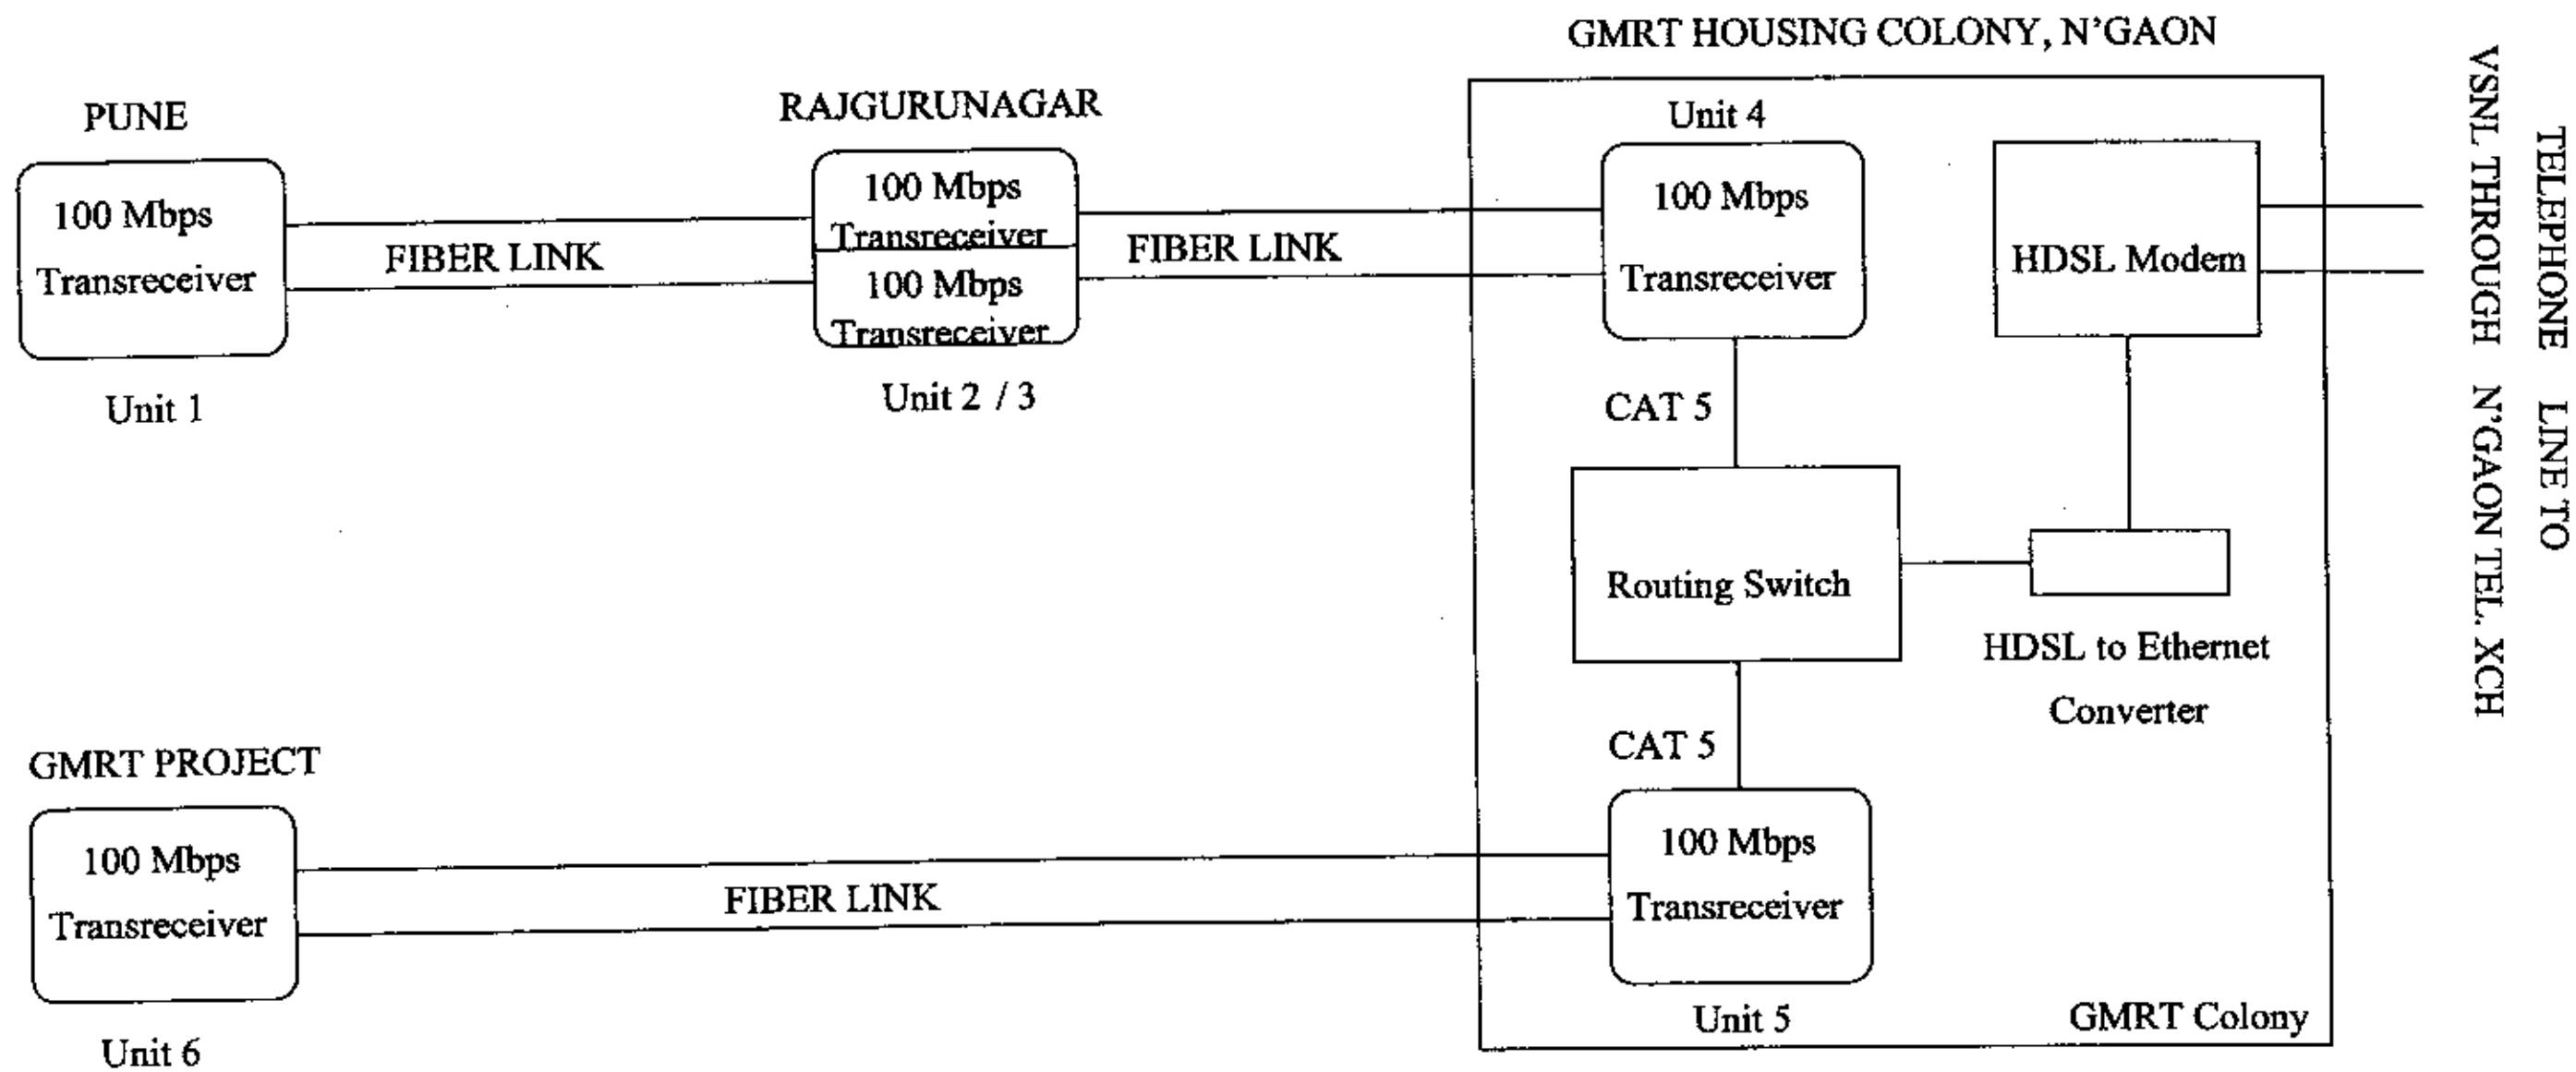 GMRT HOUSING COLONY, N'GAON
PUNE
100 Mbps
Transreceiver
Unit 1
FIBER LINK
RAJGURUNAGAR
100 Mbps
Transreceiver
100 Mbps
Transreceiver
Unit 2 / 3
FIBER LINK
Unit 4
100 Mbps
Transreceiver
HDSL Modem
CAT 5
Routing Switch
HDSL to Ethernet
Converter
CAT 5
100 Mbps
Transreceiver
Unit 5
GMRT Colony
GMRT PROJECT
100 Mbps
Transreceiver
Unit 6
FIBER LINK
TELEPHONE LINE TO
VSNL THROUGH N'GAON TEL. XCH